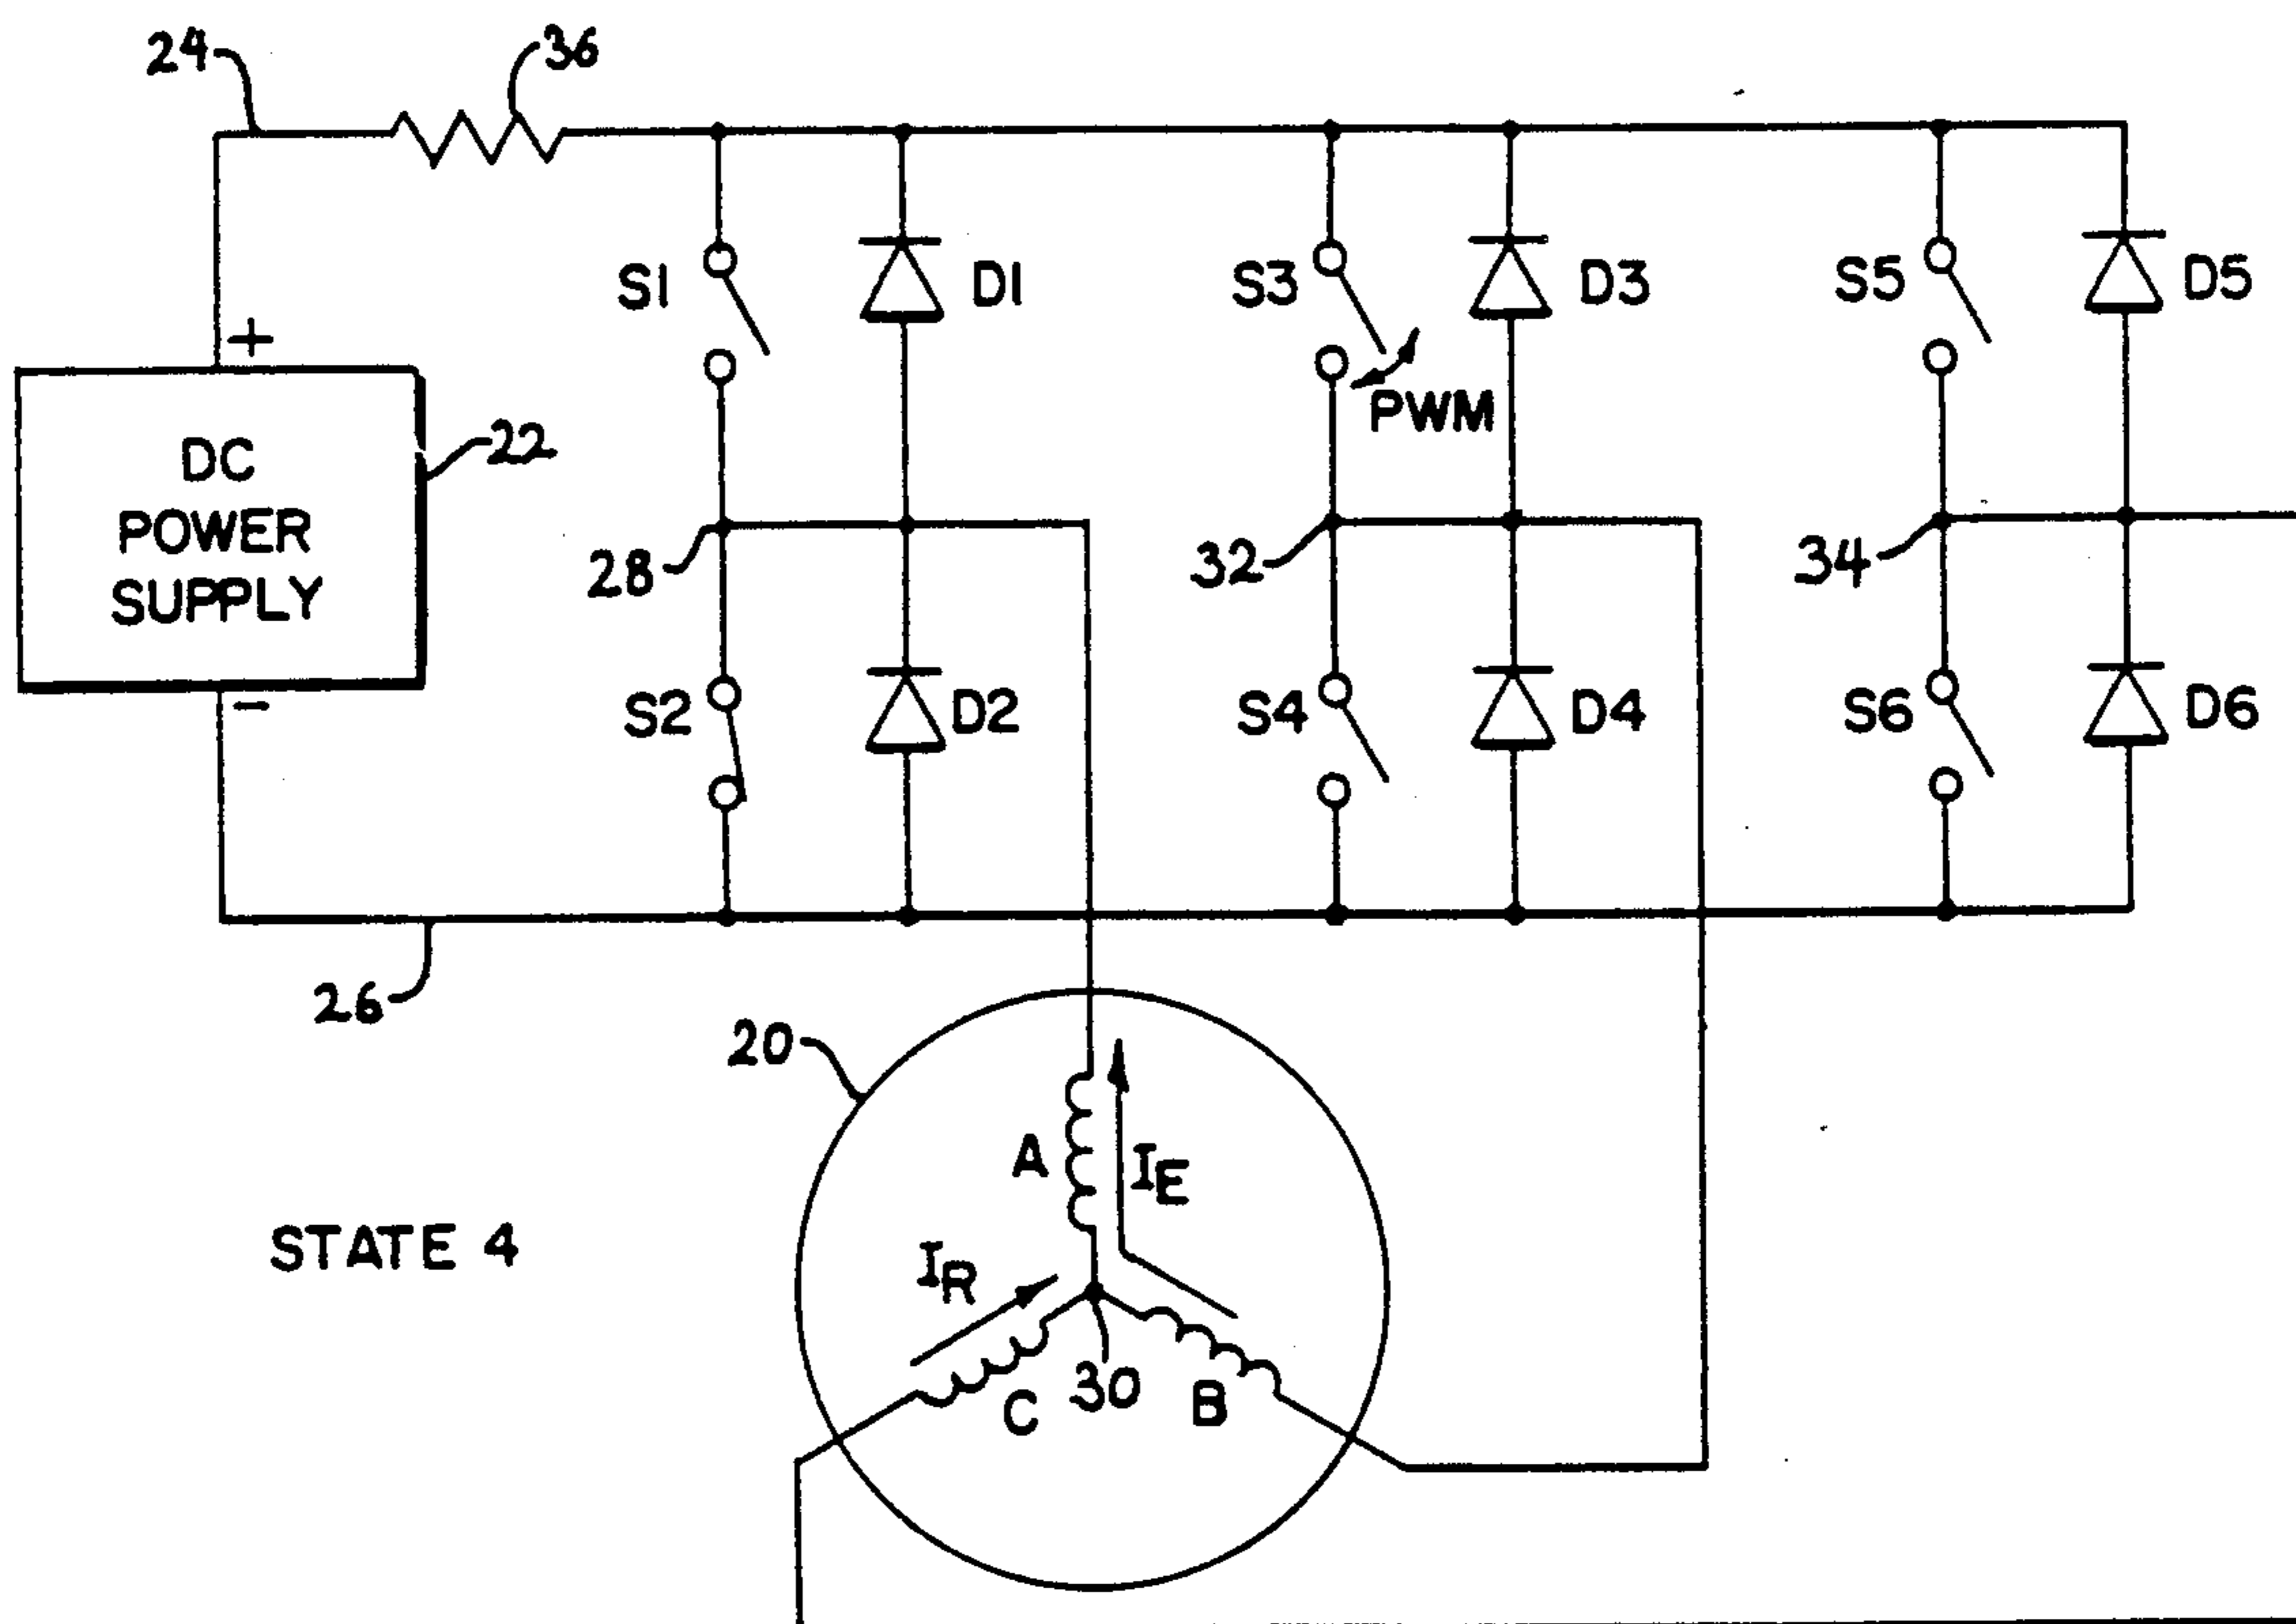 24
36
S1
D1
S3
D3
S5
D5
PWM
+
DC
POWER
SUPPLY
22
28
32
34
S2
D2
S4
D4
S6
D6
-
26
20
A
IE
STATE 4
IR
C
30
B